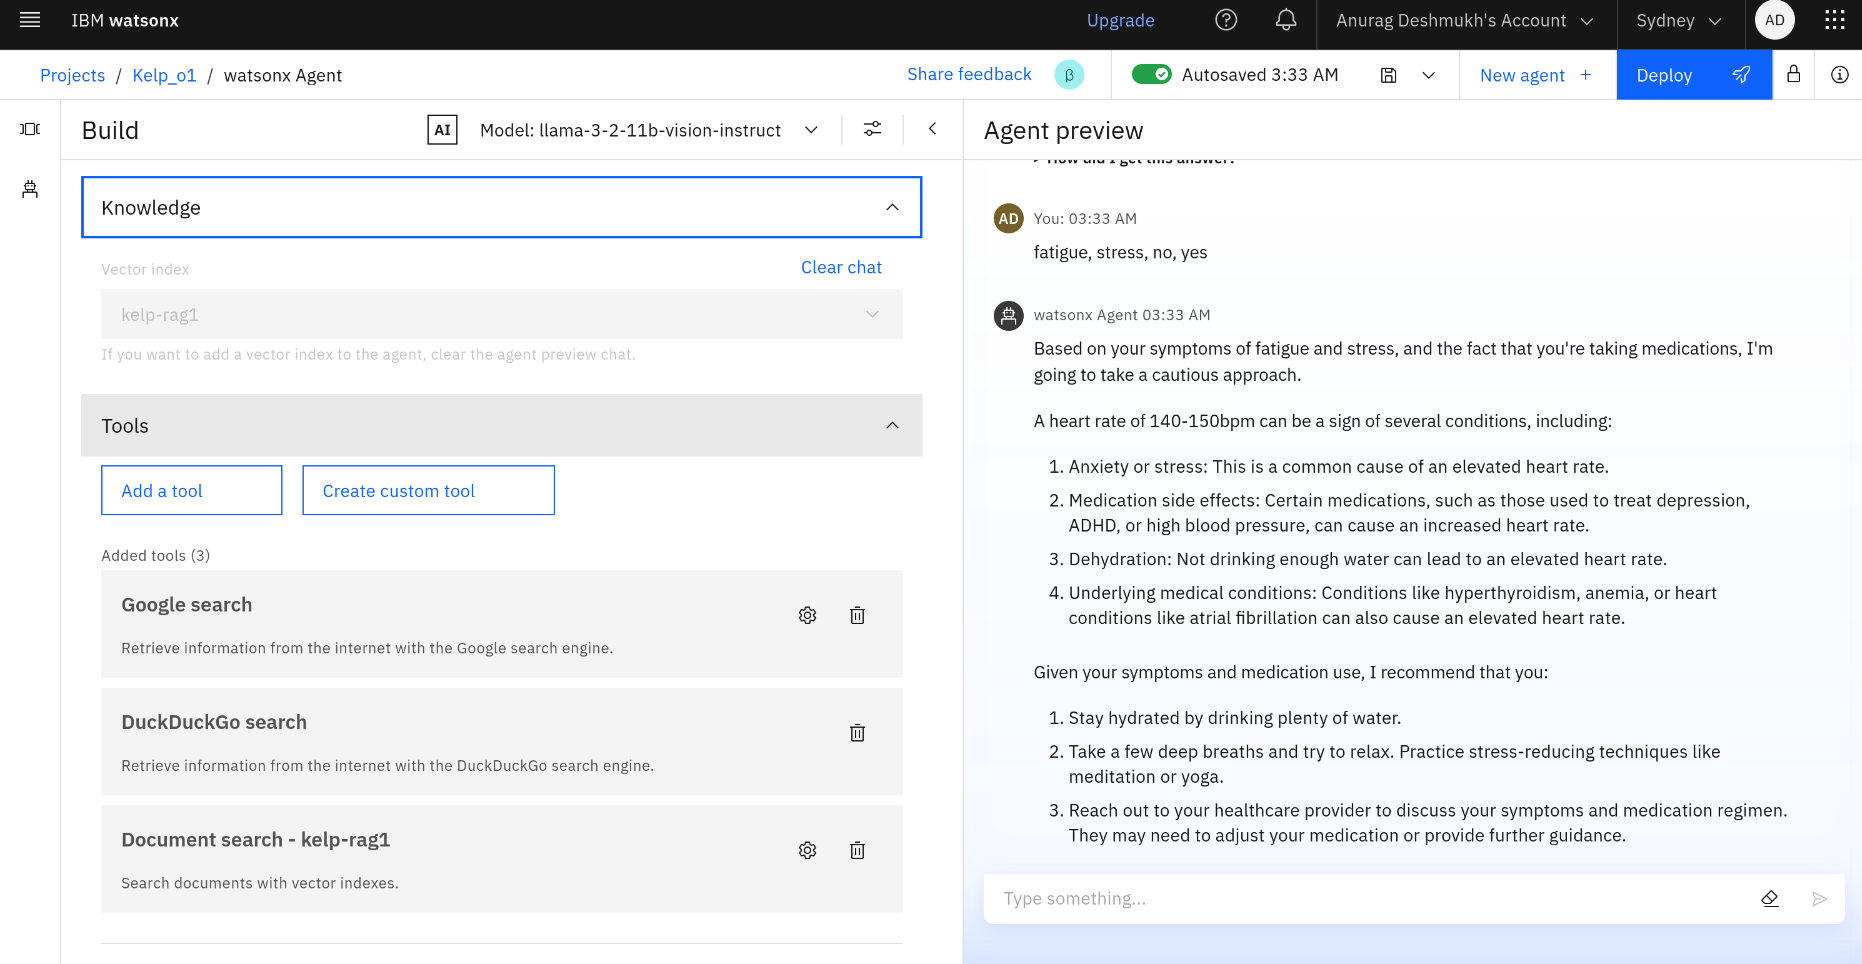 IBM watsonx
Upgrade
Anurag Deshmukh's Account
Sydney
AD
Projects / Kelp_o1 / watsonx Agent
Share feedback
β
Autosaved 3:33 AM
New agent +
Deploy
Build
AI
Model: llama-3-2-11b-vision-instruct
Knowledge
Vector index
Clear chat
kelp-rag1
If you want to add a vector index to the agent, clear the agent preview chat.
Tools
Add a tool
Create custom tool
Added tools (3)
Google search
Retrieve information from the internet with the Google search engine.
DuckDuckGo search
Retrieve information from the internet with the DuckDuckGo search engine.
Document search - kelp-rag1
Search documents with vector indexes.
Agent preview
How did I get this answer?
AD
You: 03:33 AM
fatigue, stress, no, yes
watsonx Agent 03:33 AM
Based on your symptoms of fatigue and stress, and the fact that you're taking medications, I'm
going to take a cautious approach.
A heart rate of 140-150bpm can be a sign of several conditions, including:
1. Anxiety or stress: This is a common cause of an elevated heart rate.
2. Medication side effects: Certain medications, such as those used to treat depression,
ADHD, or high blood pressure, can cause an increased heart rate.
3. Dehydration: Not drinking enough water can lead to an elevated heart rate.
4. Underlying medical conditions: Conditions like hyperthyroidism, anemia, or heart
conditions like atrial fibrillation can also cause an elevated heart rate.
Given your symptoms and medication use, I recommend that you:
1. Stay hydrated by drinking plenty of water.
2. Take a few deep breaths and try to relax. Practice stress-reducing techniques like
meditation or yoga.
3. Reach out to your healthcare provider to discuss your symptoms and medication regimen.
They may need to adjust your medication or provide further guidance.
Type something...